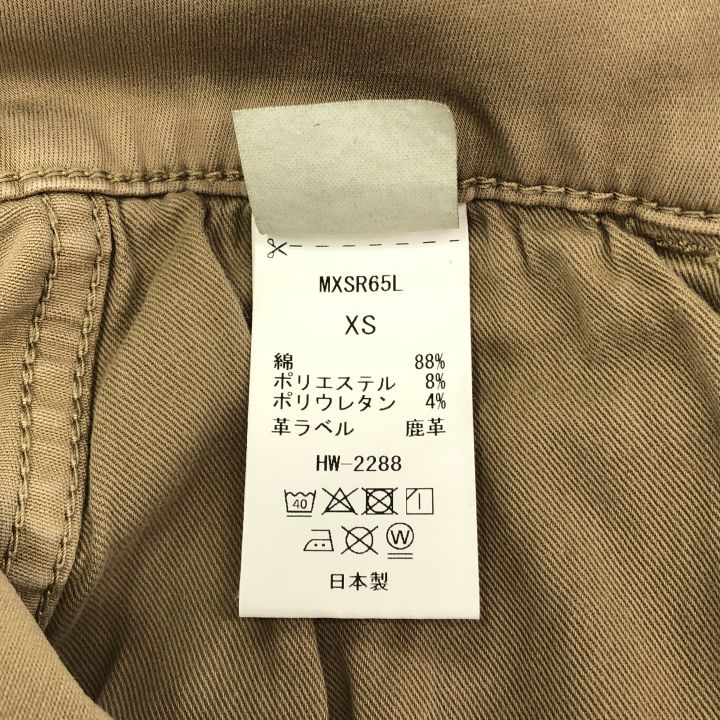 MXSR65L
XS
綿 88%
ポリエステル 8%
ポリウレタン 4%
革ラベル 鹿革
HW-2288
40
W
日本製